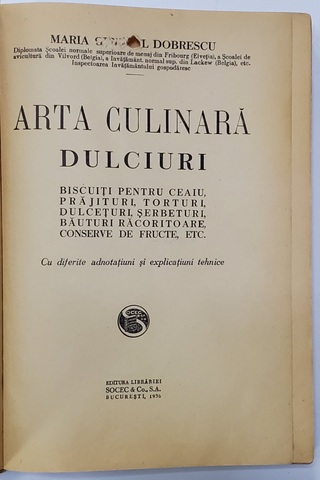 MARIA DOBRESCU
Diplomata Școalei normale superioare de menaj din Fribourg (Elveția), a Școalei de
avicultură din Vilvord (Belgia), a Învățământ. normal sup. din Lackew (Belgia), etc.
Inspectoarea Învățământului gospodăresc
ARTA CULINARĂ
DULCIURI
BISCUIȚI PENTRU CEAIU,
PRĂJITURI, TORTURI,
DULCEȚURI, ȘERBETURI,
BĂUTURI RĂCORITOARE,
CONSERVE DE FRUCTE, ETC.
Cu diferite adnotațiuni și explicațiuni tehnice
SOCEC
EDITURA LIBRĂRIEI
SOCEC & Co., S.A.
BUCUREȘTI, 1936